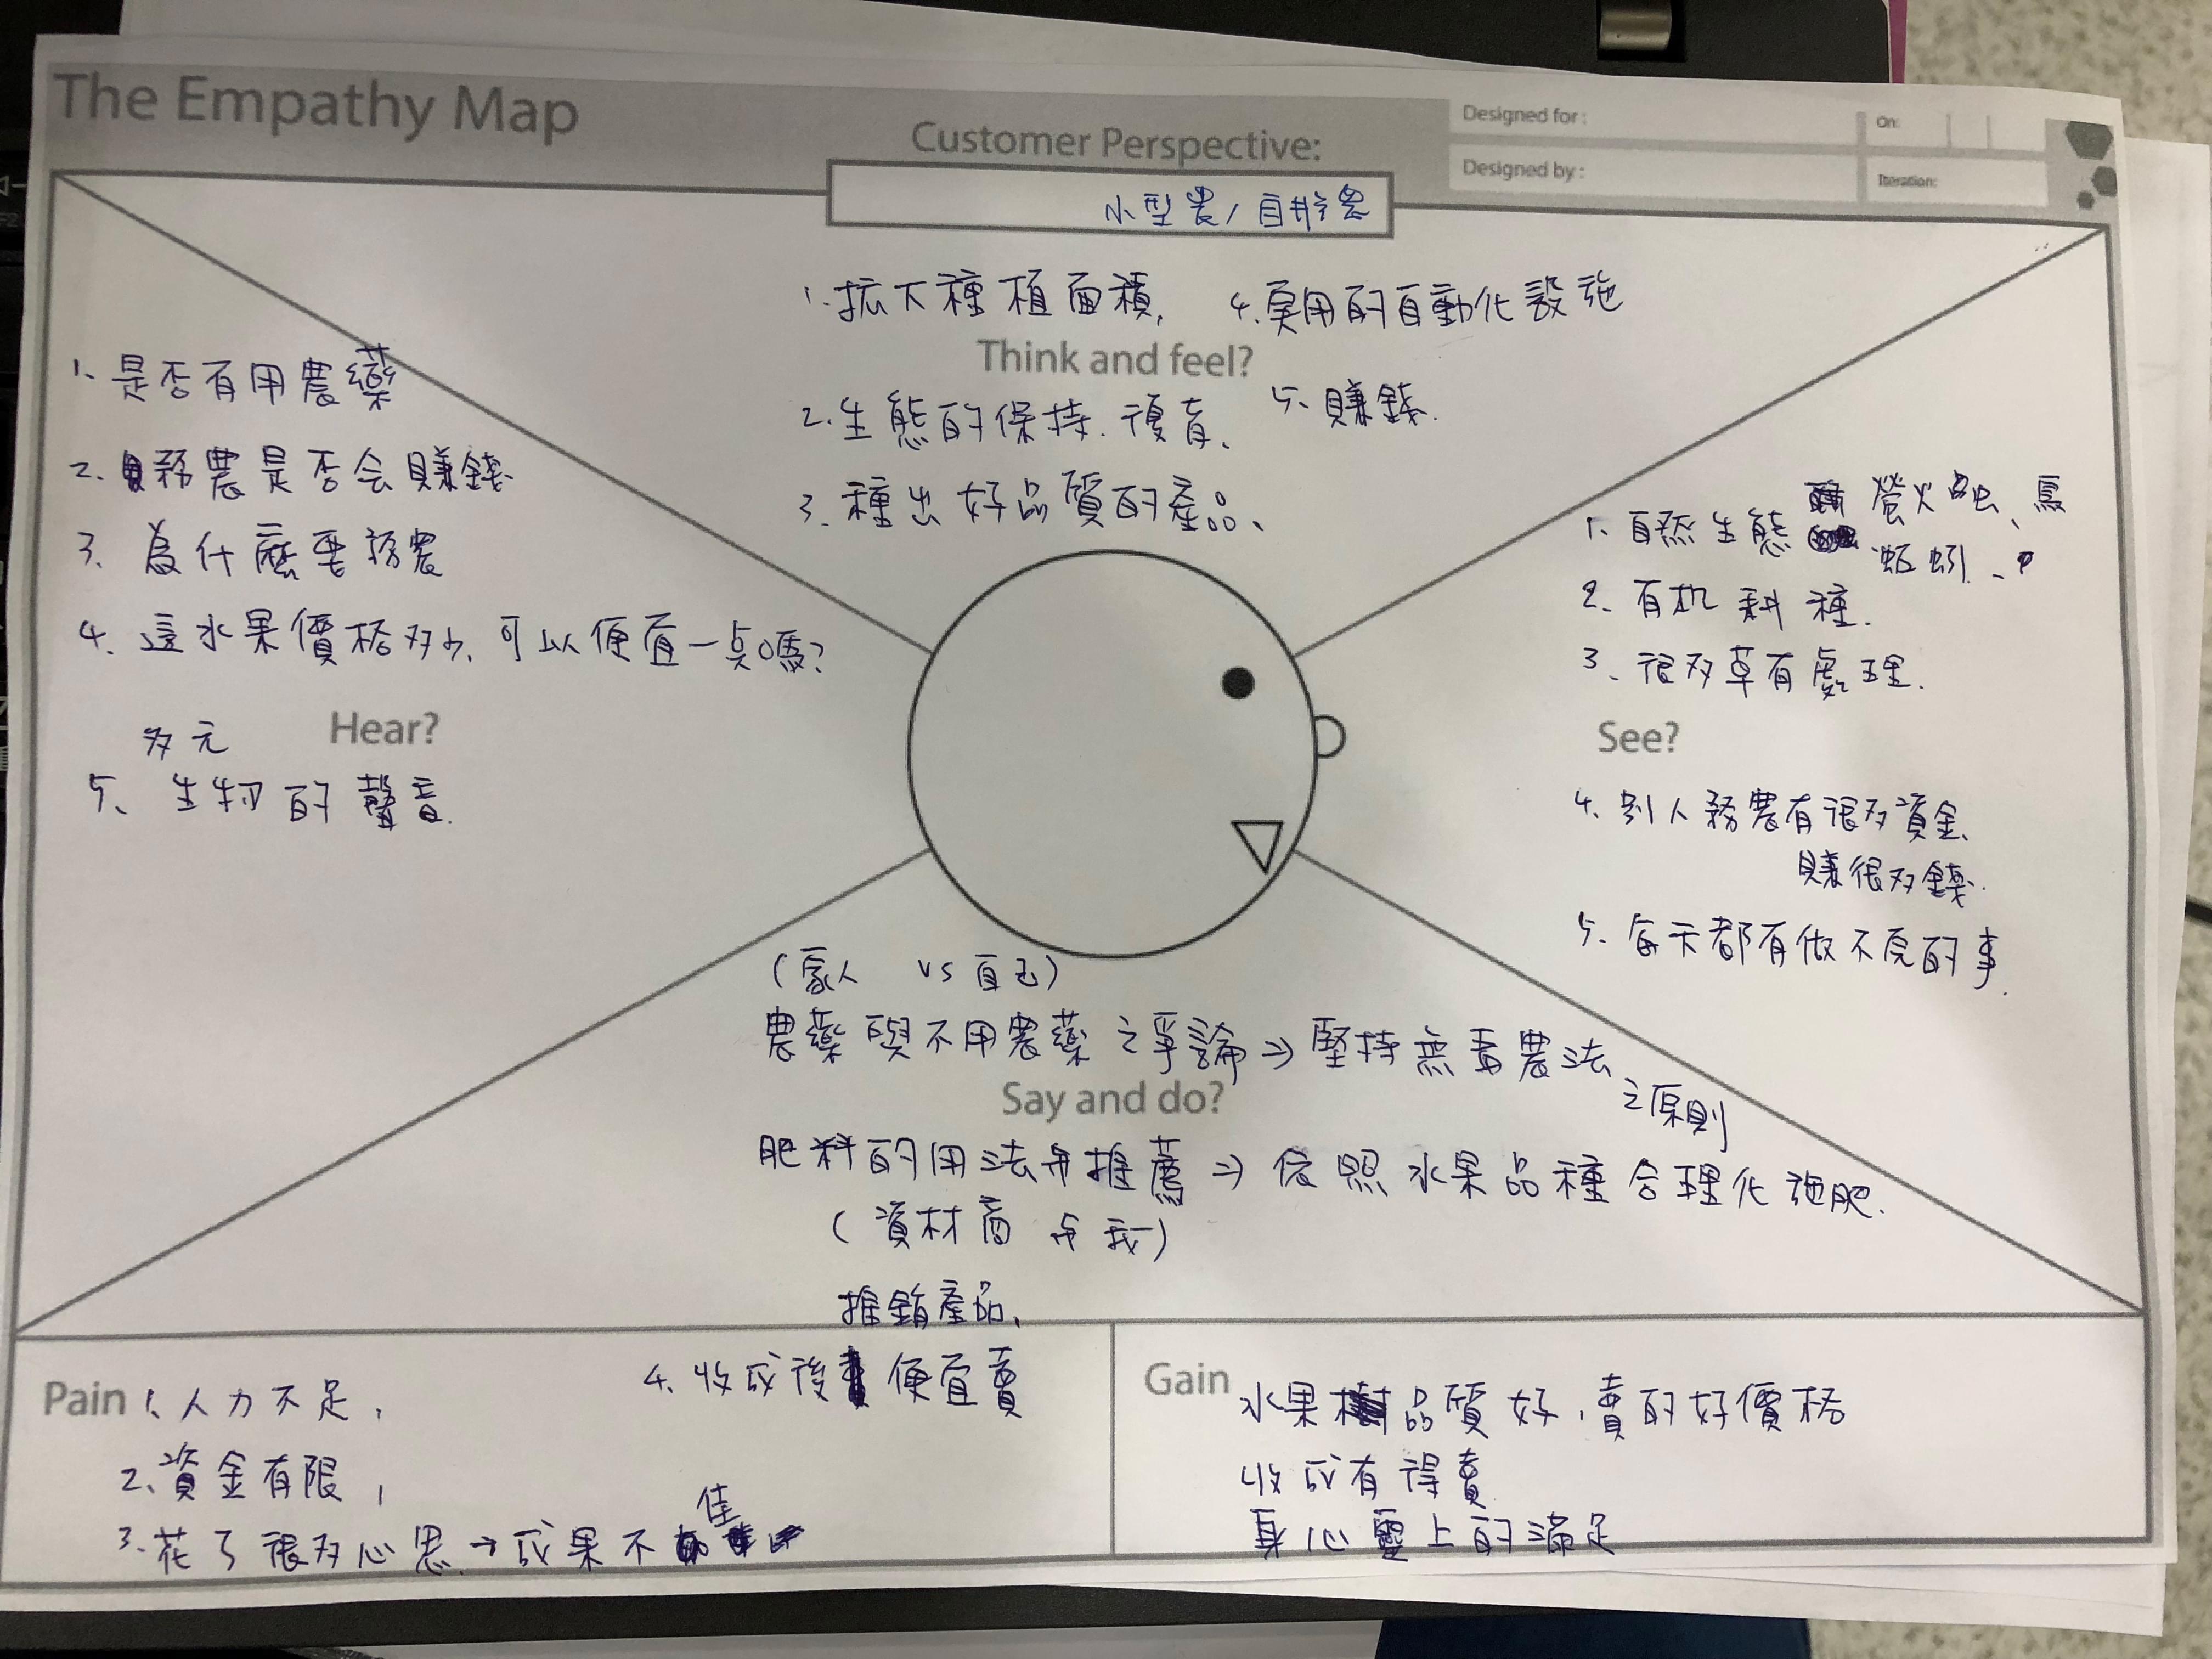 The Empathy Map
Customer Perspective:
Designed for :
On:
Designed by :
Iteration:
小型農/自耕農
1. 拡大種植面積,
4. 実用的自動化設施
Think and feel?
2. 生態的保持、復育、
5. 賺錢.
3. 種出好品質的產品、
1、是否有用農藥
2. 務農是否会賺錢
3、為什麼要務農
4、這水果價格多少、可以便宜一点嗎?
Hear?
多元
5、生物的聲音.
1. 自然生態 螢火虫、鳥
蚯蚓、
2. 有机耕種.
3、很多草有處理.
See?
4. 别人務農有很多資金、
賺很多錢.
5. 每天都有做不完的事.
(家人 vs 自己)
農藥與不用農藥之爭論⇒堅持無毒農法
之原則
Say and do?
肥料的用法与推薦⇒依照水果品種合理化施肥.
(資材商 与 我)
推銷產品、
Pain
1、人力不足,
2、資金有限,
3、花了很多心思→成果不佳
4. 收成後便宜賣
Gain
水果品質好,賣的好價格
收成有得賣
身心靈上的滿足